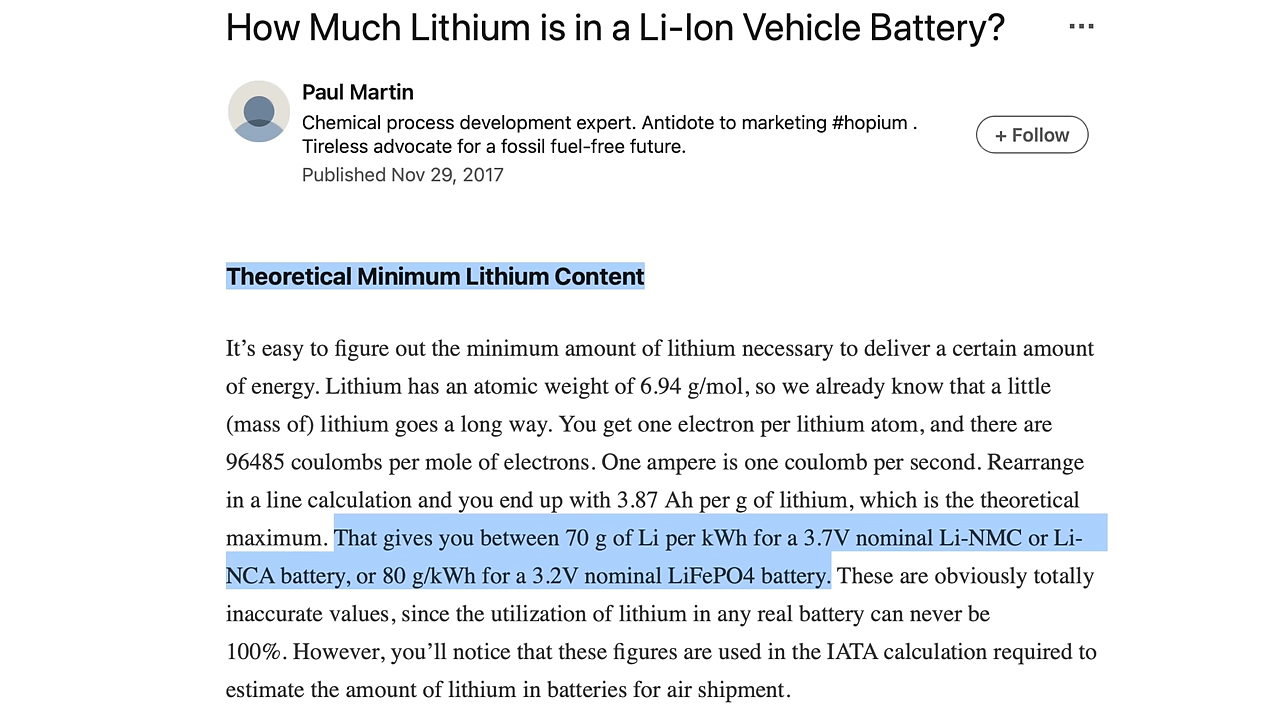 How Much Lithium is in a Li-Ion Vehicle Battery?
...
Paul Martin
Chemical process development expert. Antidote to marketing #hopium .
Tireless advocate for a fossil fuel-free future.
+ Follow
Published Nov 29, 2017
Theoretical Minimum Lithium Content
It’s easy to figure out the minimum amount of lithium necessary to deliver a certain amount
of energy. Lithium has an atomic weight of 6.94 g/mol, so we already know that a little
(mass of) lithium goes a long way. You get one electron per lithium atom, and there are
96485 coulombs per mole of electrons. One ampere is one coulomb per second. Rearrange
in a line calculation and you end up with 3.87 Ah per g of lithium, which is the theoretical
maximum. That gives you between 70 g of Li per kWh for a 3.7V nominal Li-NMC or Li-
NCA battery, or 80 g/kWh for a 3.2V nominal LiFePO4 battery. These are obviously totally
inaccurate values, since the utilization of lithium in any real battery can never be
100%. However, you’ll notice that these figures are used in the IATA calculation required to
estimate the amount of lithium in batteries for air shipment.